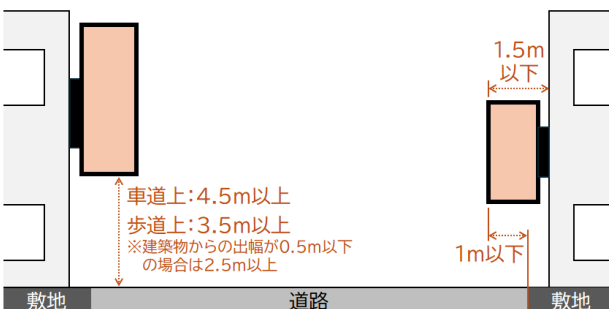 1.5m
以下
車道上:4.5m以上
歩道上:3.5m以上
※建築物からの出幅が0.5m以下
の場合は2.5m以上
1m以下
敷地
道路
敷地